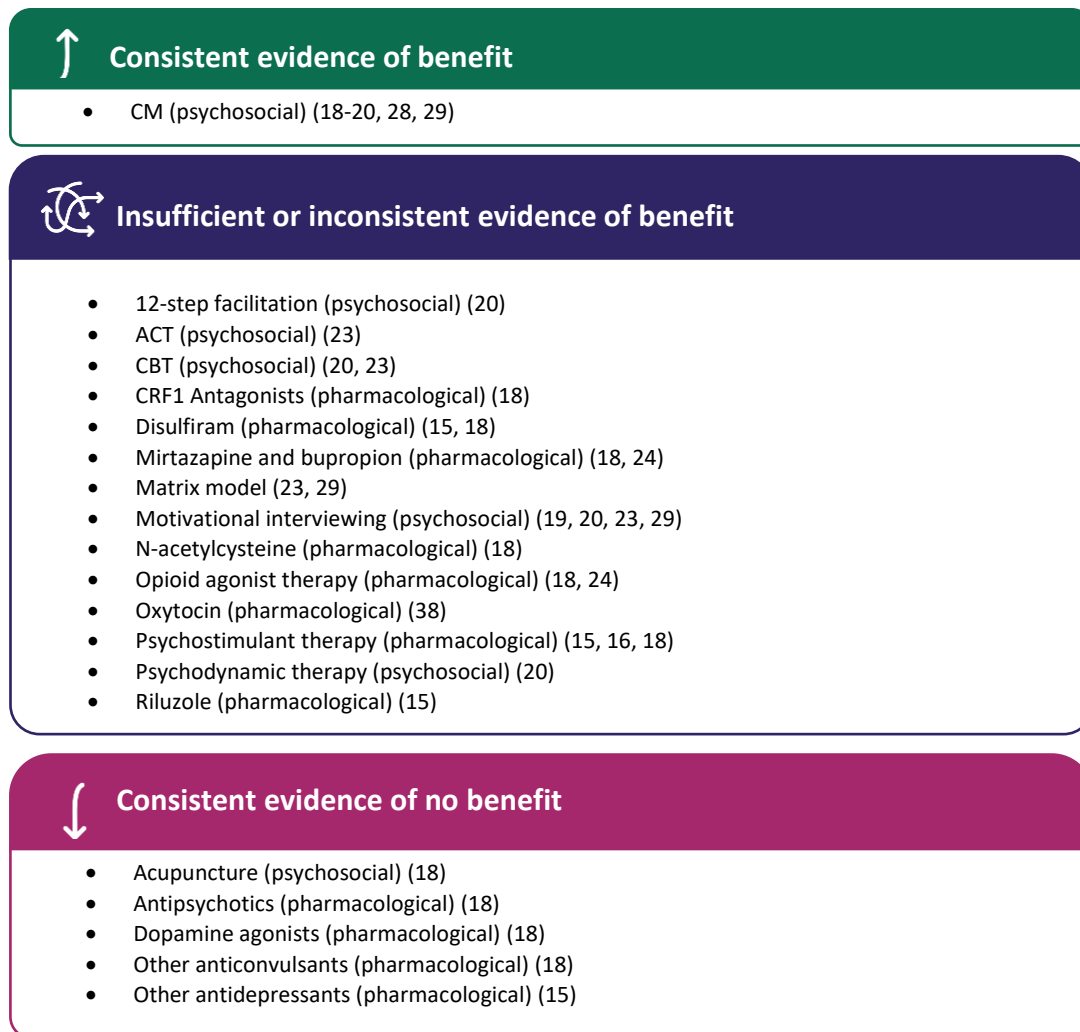 Consistent evidence of benefit
• CM (psychosocial) (18-20, 28, 29)
Insufficient or inconsistent evidence of benefit
• 12-step facilitation (psychosocial) (20)
• ACT (psychosocial) (23)
• CBT (psychosocial) (20, 23)
• CRF1 Antagonists (pharmacological) (18)
• Disulfiram (pharmacological) (15, 18)
• Mirtazapine and bupropion (pharmacological) (18, 24)
• Matrix model (23, 29)
• Motivational interviewing (psychosocial) (19, 20, 23, 29)
• N-acetylcysteine (pharmacological) (18)
• Opioid agonist therapy (pharmacological) (18, 24)
• Oxytocin (pharmacological) (38)
• Psychostimulant therapy (pharmacological) (15, 16, 18)
• Psychodynamic therapy (psychosocial) (20)
• Riluzole (pharmacological) (15)
Consistent evidence of no benefit
• Acupuncture (psychosocial) (18)
• Antipsychotics (pharmacological) (18)
• Dopamine agonists (pharmacological) (18)
• Other anticonvulsants (pharmacological) (18)
• Other antidepressants (pharmacological) (15)